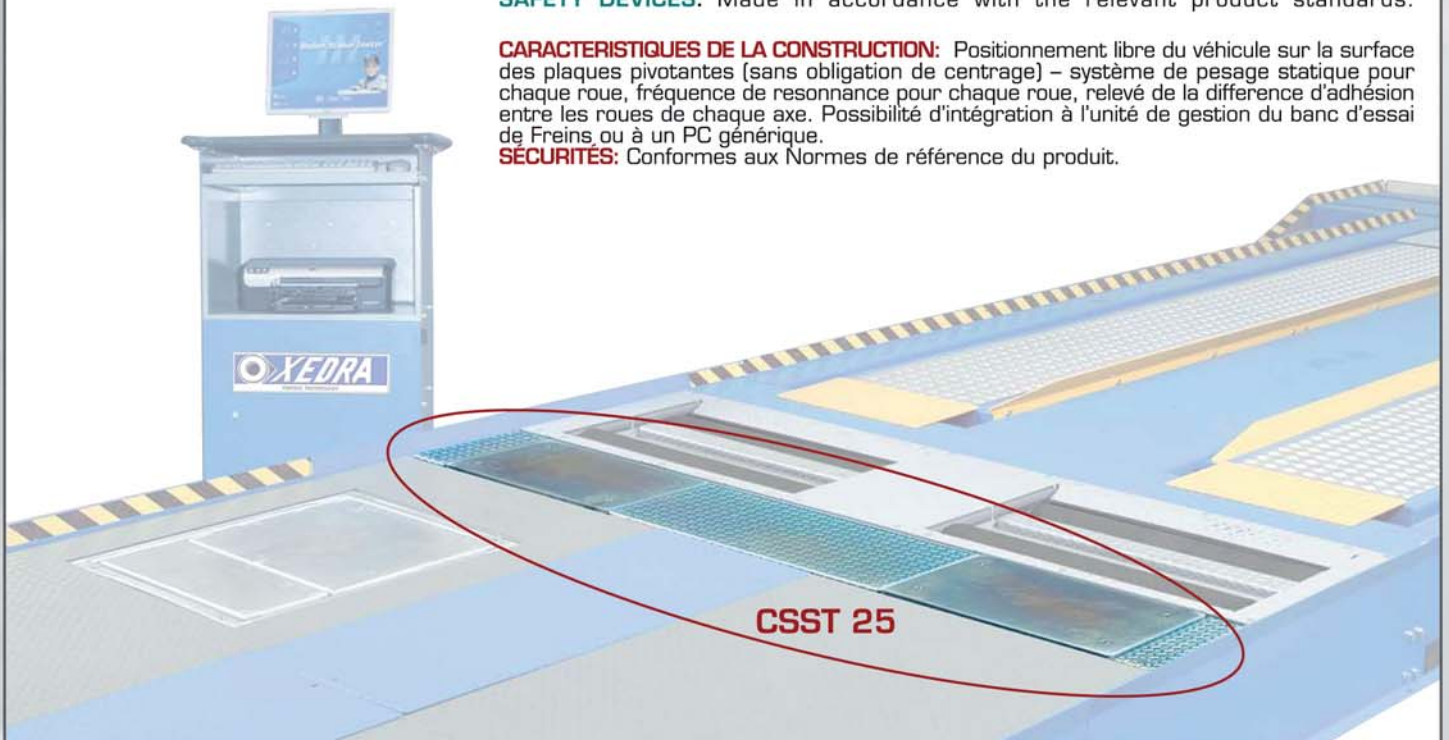 SAFETY DEVICES: Made in accordance with the relevant product standards.
CARACTERISTIQUES DE LA CONSTRUCTION: Positionnement libre du véhicule sur la surface
des plaques pivotantes (sans obligation de centrage) – système de pesage statique pour
chaque roue, fréquence de resonnance pour chaque roue, relevé de la difference d'adhésion
entre les roues de chaque axe. Possibilité d'intégration à l'unité de gestion du banc d'essai
de Freins ou à un PC générique.
SÉCURITÉS: Conformes aux Normes de référence du produit.
XEDRA
CSST 25